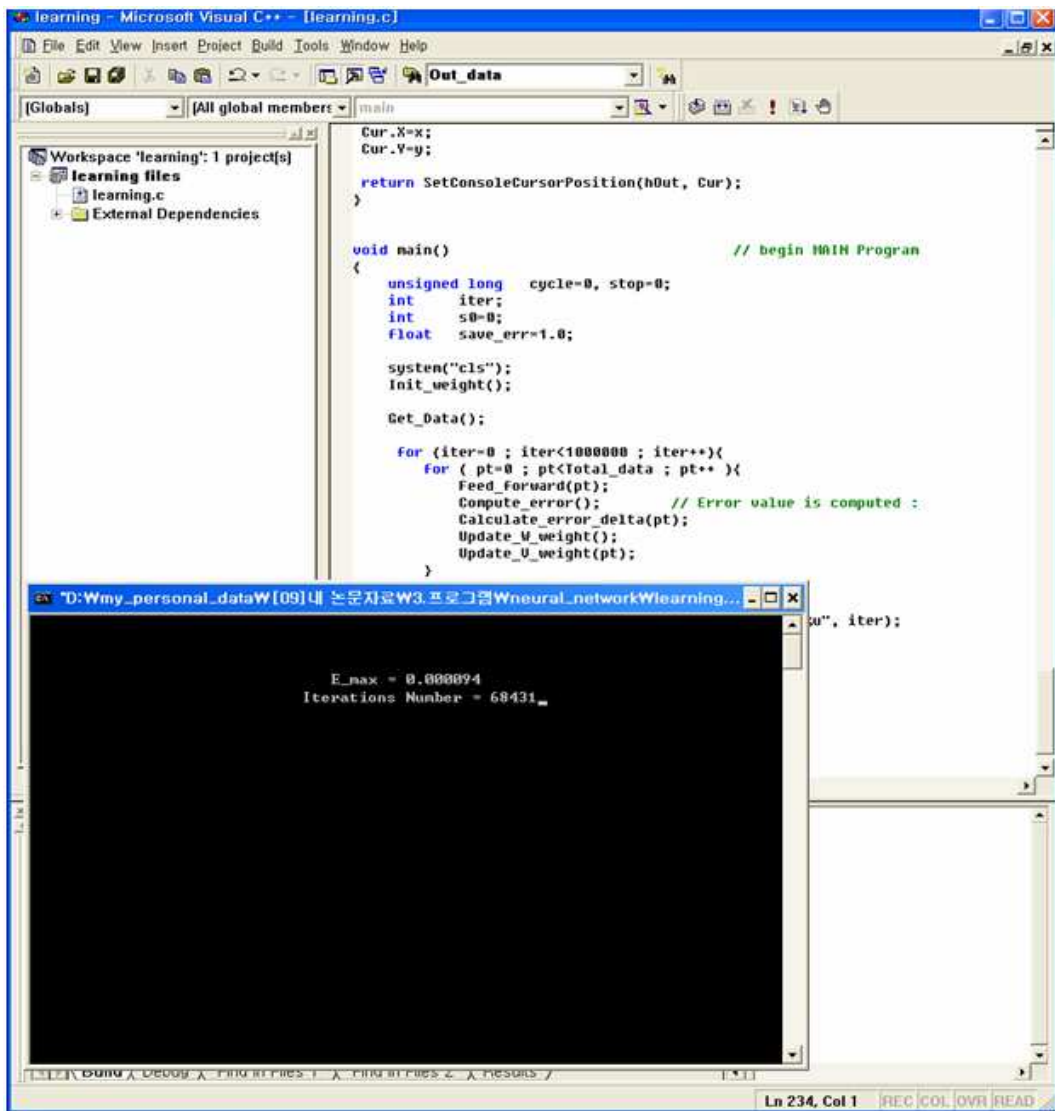 learning - Microsoft Visual C++ - [learning.c]
File Edit View Insert Project Build Tools Window Help
Out_data
(Globals) (All global members main
Workspace 'learning': 1 project(s)
learning files
learning.c
External Dependencies
Cur.X=x;
Cur.Y=y;
return SetConsoleCursorPosition(hOut, Cur);
}
void main() // begin MAIN Program
{
unsigned long cycle=0, stop=0;
int iter;
int s0=0;
float save_err=1.0;
system("cls");
Init_weight();
Get_Data();
for (iter=0 ; iter<1000000 ; iter++){
for ( pt=0 ; pt<Total_data ; pt++ ){
Feed_forward(pt);
Compute_error(); // Error value is computed :
Calculate_error_delta(pt);
Update_W_weight();
Update_V_weight(pt);
}
", iter);
"D:₩my_personal_data₩[09]내 논문자료₩3.프로그램₩neural_network₩learning...
E_max = 0.000094
Iterations Number = 68431
Build Debug Find in Files 1 Find in Files 2 Results
Ln 234, Col 1 REC COL OVR READ